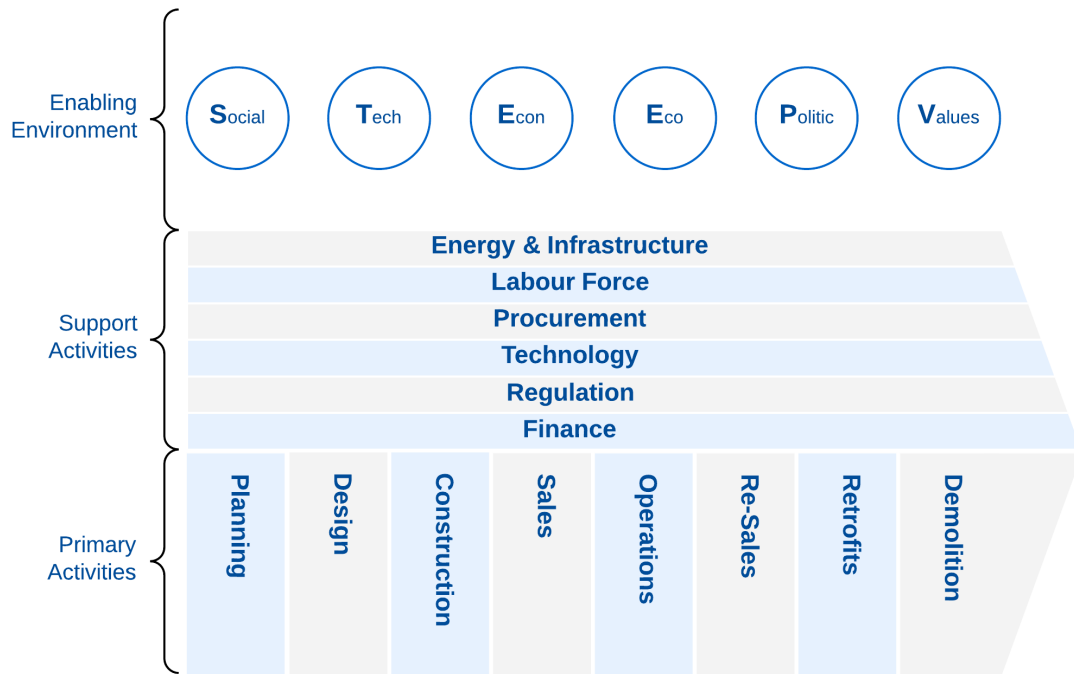 Enabling
Environment
Social
Tech
Econ
Eco
Politic
Values
Support
Activities
Energy & Infrastructure
Labour Force
Procurement
Technology
Regulation
Finance
Primary
Activities
Planning
Design
Construction
Sales
Operations
Re-Sales
Retrofits
Demolition